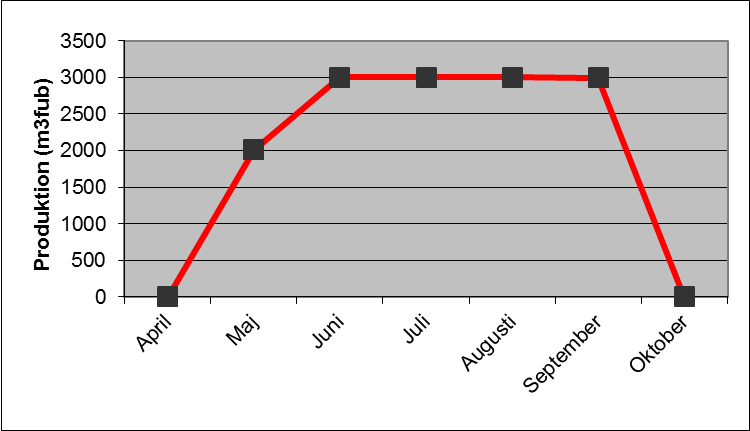 Produktion (m3fub)
3500
3000
2500
2000
1500
1000
500
0
April
Maj
Juni
Juli
Augusti
September
Oktober